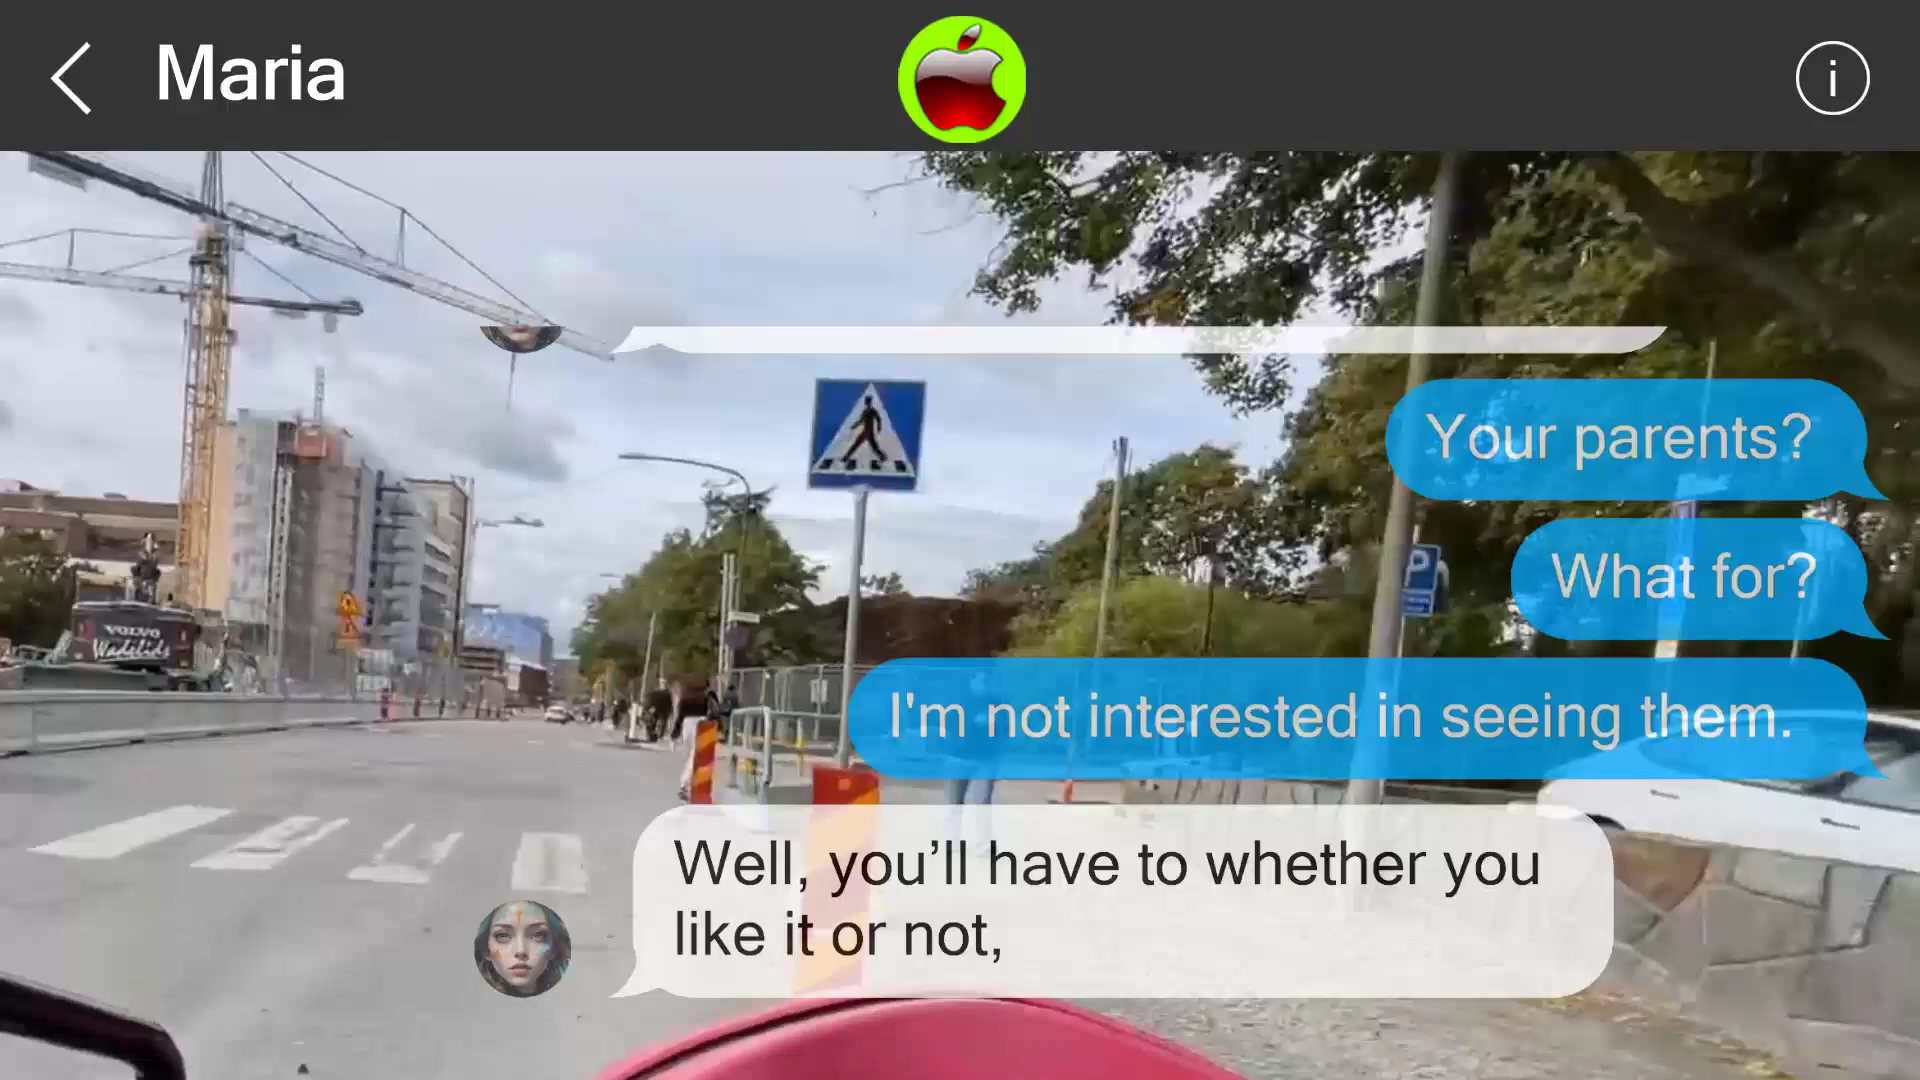 Maria
i
Your parents?
What for?
I'm not interested in seeing them.
Well, you’ll have to whether you
like it or not,
P
VOLVO
Wadelids